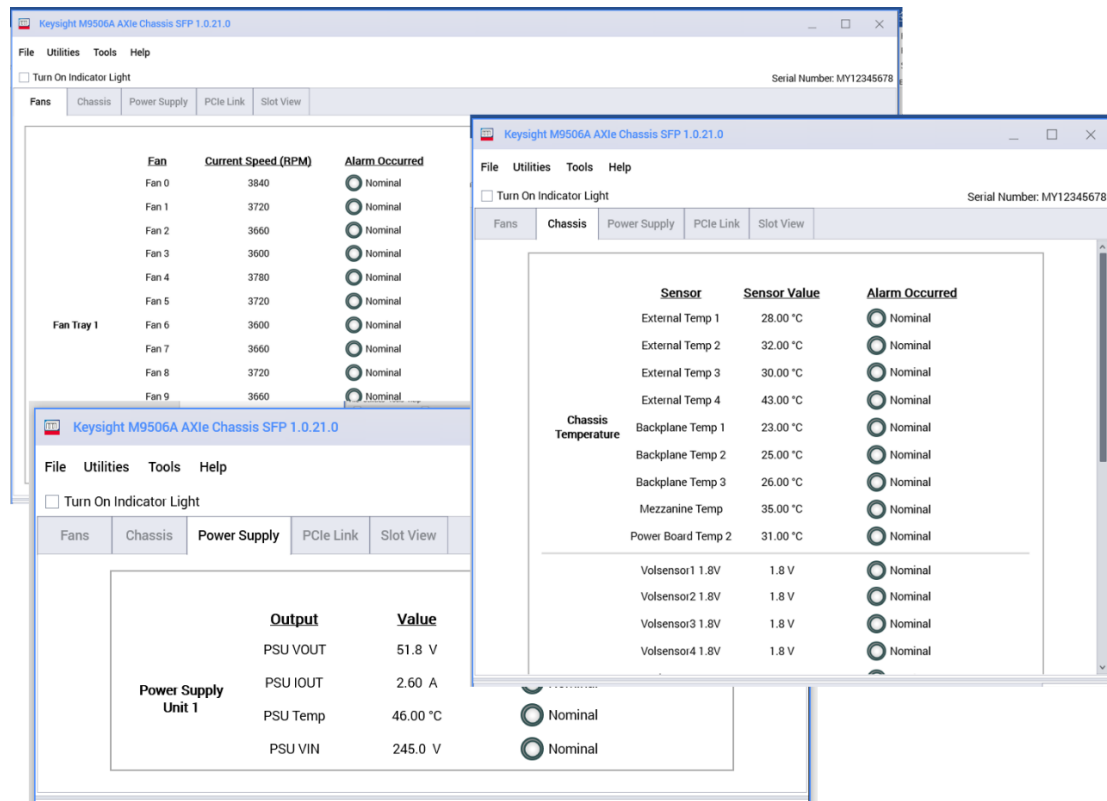 Keysight M9506A AXIe Chassis SFP 1.0.21.0
File Utilities Tools Help
Turn On Indicator Light Serial Number: MY12345678
Fans Chassis Power Supply PCIe Link Slot View
Fan Current Speed (RPM) Alarm Occurred
Fan 0 3840 Nominal
Fan 1 3720 Nominal
Fan 2 3660 Nominal
Fan 3 3600 Nominal
Fan 4 3780 Nominal
Fan 5 3720 Nominal
Fan Tray 1 Fan 6 3600 Nominal
Fan 7 3660 Nominal
Fan 8 3720 Nominal
Fan 9 3660 Nominal
Keysight M9506A AXIe Chassis SFP 1.0.21.0
File Utilities Tools Help
Turn On Indicator Light Serial Number: MY12345678
Fans Chassis Power Supply PCIe Link Slot View
Sensor Sensor Value Alarm Occurred
External Temp 1 28.00 °C Nominal
External Temp 2 32.00 °C Nominal
External Temp 3 30.00 °C Nominal
External Temp 4 43.00 °C Nominal
Chassis Temperature Backplane Temp 1 23.00 °C Nominal
Backplane Temp 2 25.00 °C Nominal
Backplane Temp 3 26.00 °C Nominal
Mezzanine Temp 35.00 °C Nominal
Power Board Temp 2 31.00 °C Nominal
Volsensor1 1.8V 1.8 V Nominal
Volsensor2 1.8V 1.8 V Nominal
Volsensor3 1.8V 1.8 V Nominal
Volsensor4 1.8V 1.8 V Nominal
Keysight M9506A AXIe Chassis SFP 1.0.21.0
File Utilities Tools Help
Turn On Indicator Light
Fans Chassis Power Supply PCIe Link Slot View
Output Value
PSU VOUT 51.8 V
Power Supply Unit 1 PSU IOUT 2.60 A
PSU Temp 46.00 °C Nominal
PSU VIN 245.0 V Nominal